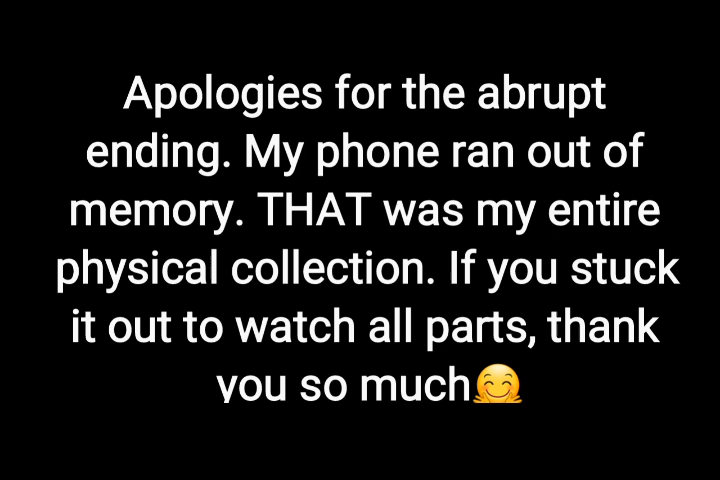 Apologies for the abrupt
ending. My phone ran out of
memory. THAT was my entire
physical collection. If you stuck
it out to watch all parts, thank
you so much🤗